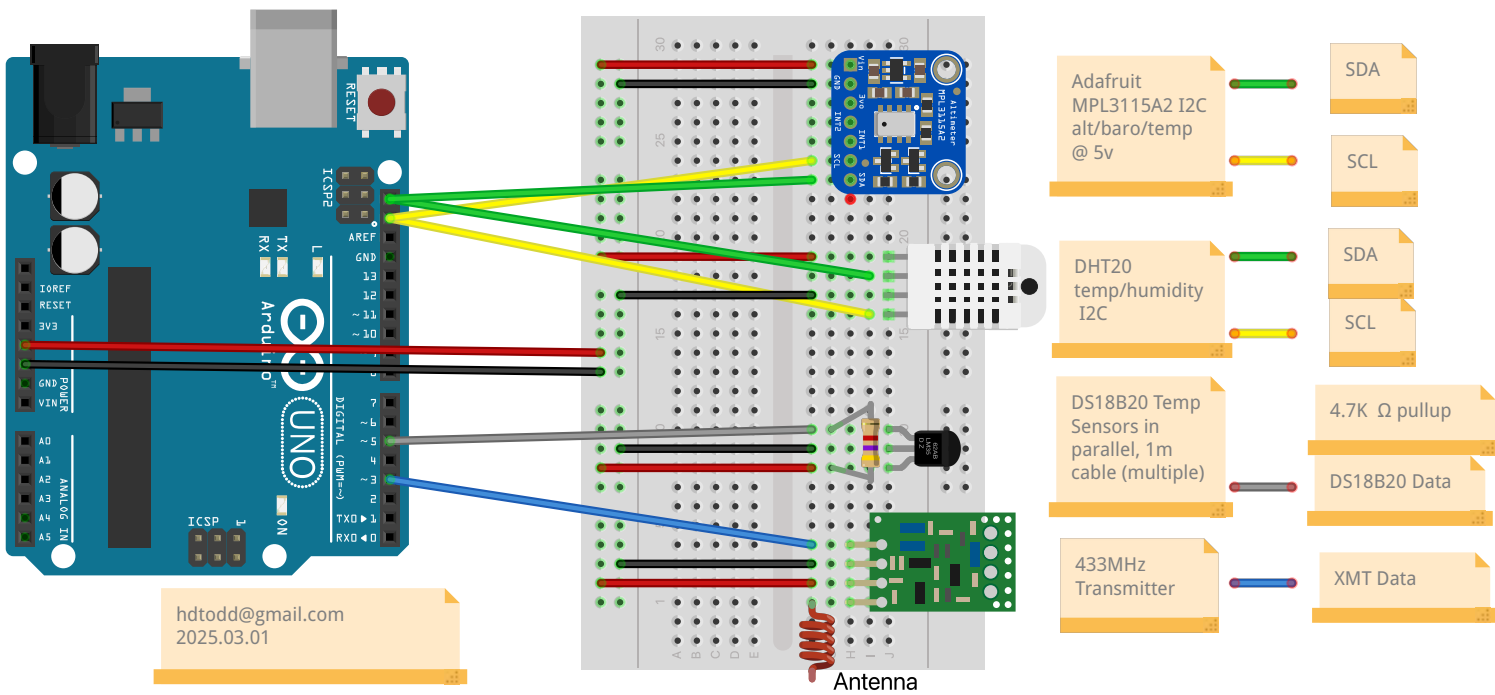 RESET
ICSP2
AREF
GND
13
12
~11
~10
7
~6
~5
4
~3
2
TX0▶1
RX0◀0
RX
TX
L
Arduino™
UNO
DIGITAL (PWM=~)
IOREF
RESET
3V3
GND
VIN
POWER
A0
A1
A2
A3
A4
A5
ANALOG IN
ICSP
1
ON
30
25
15
1
A
B
C
D
E
30
20
15
H
I
J
Vin
GND
3vo
INT2
INT1
SCL
SDA
Altimeter
MPL3115A2
Antenna
Adafruit
MPL3115A2 I2C
alt/baro/temp
@ 5v
SDA
SCL
DHT20
temp/humidity
I2C
SDA
SCL
DS18B20 Temp
Sensors in
parallel, 1m
cable (multiple)
4.7K Ω pullup
DS18B20 Data
433MHz
Transmitter
XMT Data
hdtodd@gmail.com
2025.03.01